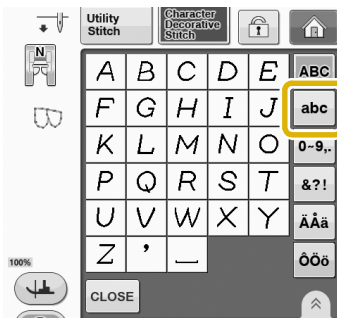 Utility
Stitch
Character
Decorative
Stitch
N
A B C D E ABC
F G H I J abc
K L M N O 0~9,.
P Q R S T &?!
U V W X Y ÄÅä
Z ’ _ ÔÖö
100%
CLOSE